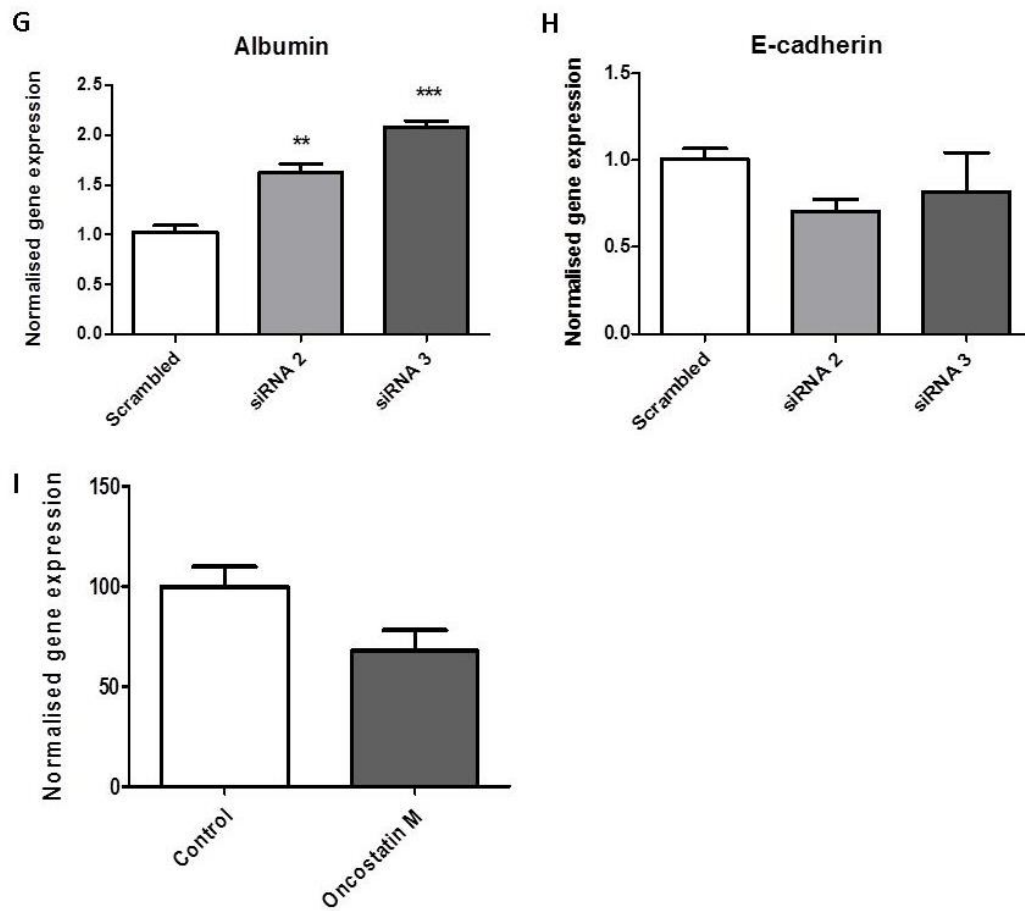 G
Albumin
Normalised gene expression
2.5
2.0
1.5
1.0
0.5
0.0
**
***
Scrambled
siRNA 2
siRNA 3
H
E-cadherin
Normalised gene expression
1.5
1.0
0.5
0.0
Scrambled
siRNA 2
siRNA 3
I
Normalised gene expression
150
100
50
0
Control
Oncostatin M